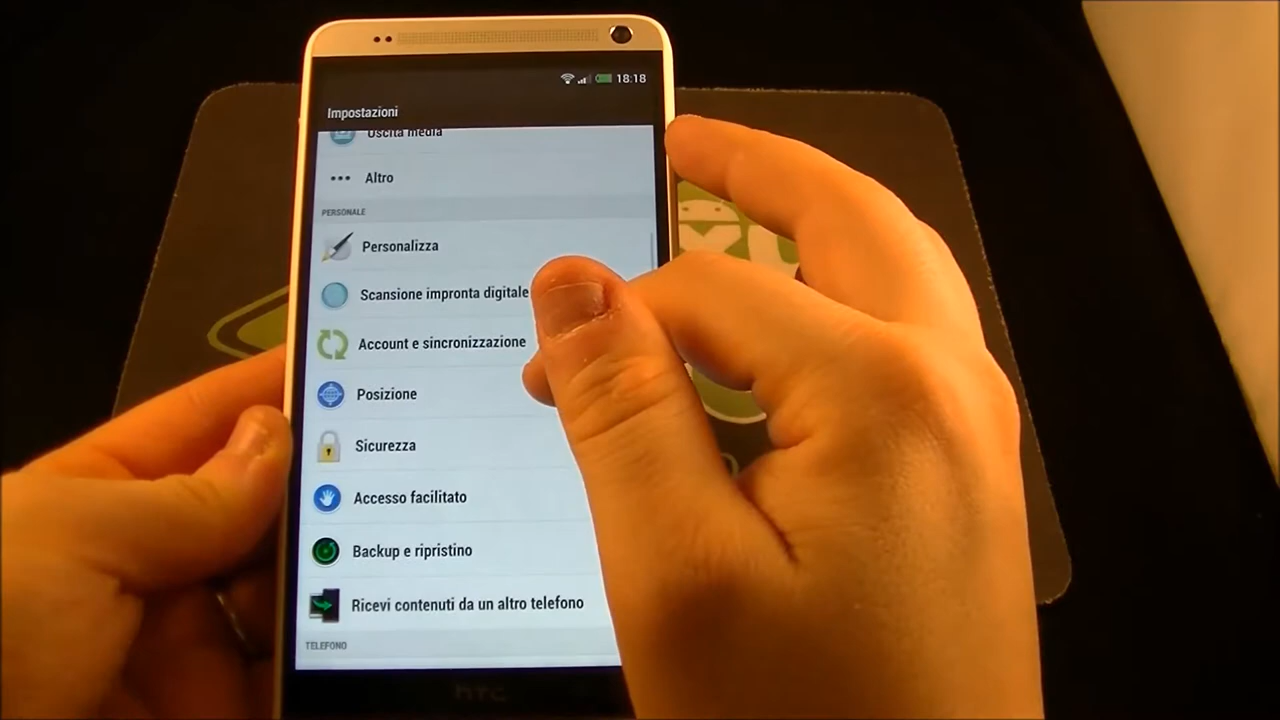 18:18
Impostazioni
Uscita media
Altro
PERSONALE
Personalizza
Scansione impronta digitale
Account e sincronizzazione
Posizione
Sicurezza
Accesso facilitato
Backup e ripristino
Ricevi contenuti da un altro telefono
TELEFONO
hTC